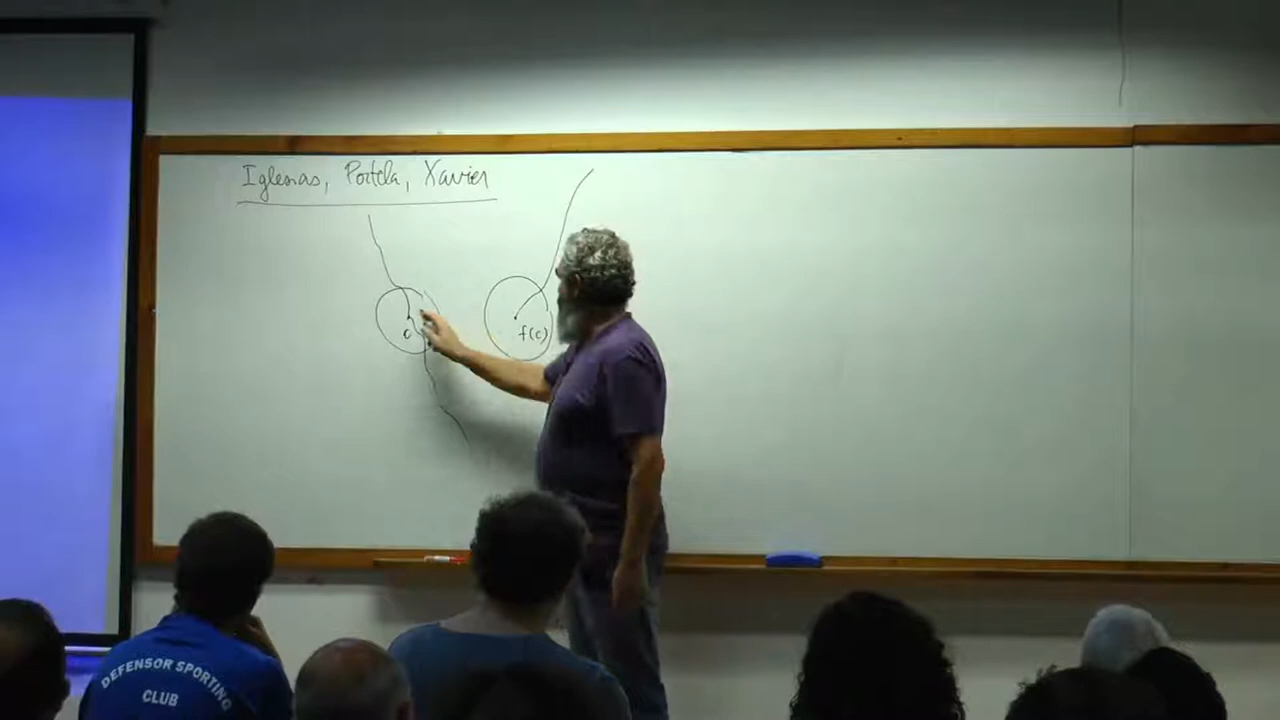 Iglesias, Portela, Xavier
c
f(c)
DEFENSOR SPORTING
CLUB